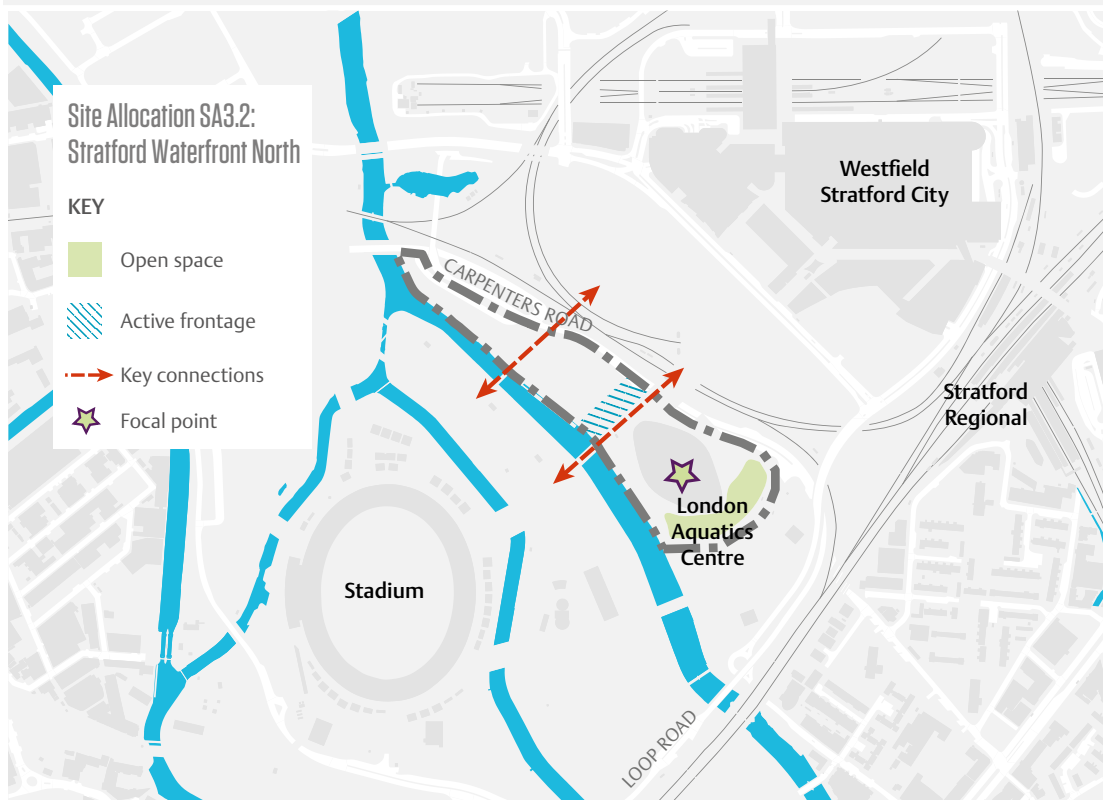 Site Allocation SA3.2:
Stratford Waterfront North
KEY
Open space
Active frontage
Key connections
Focal point
Westfield
Stratford City
CARPENTERS ROAD
Stratford
Regional
London
Aquatics
Centre
Stadium
LOOP ROAD